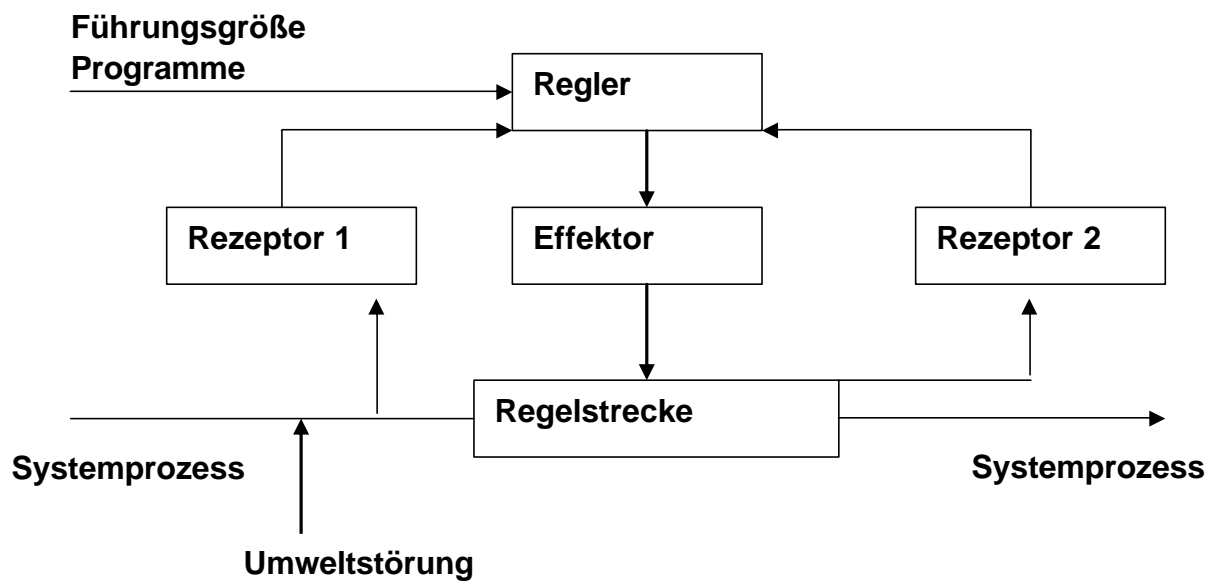 Führungsgröße
Programme
Regler
Rezeptor 1
Effektor
Rezeptor 2
Regelstrecke
Systemprozess
Systemprozess
Umweltstörung